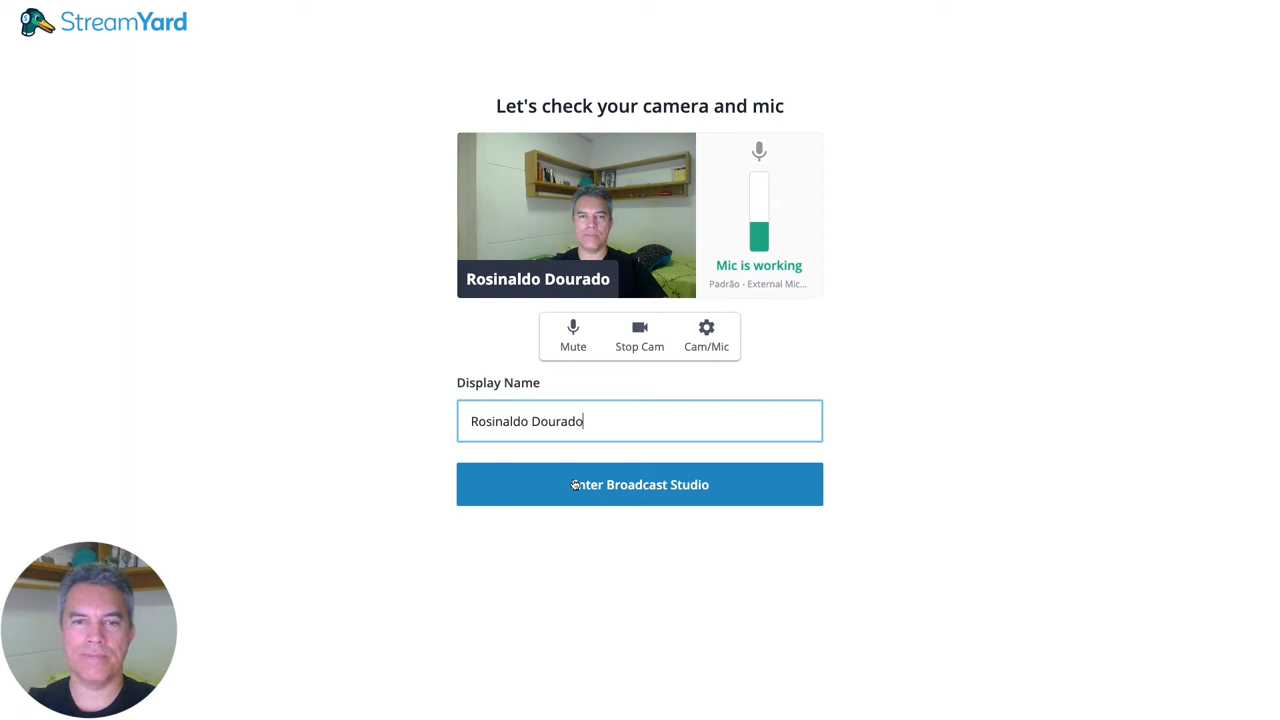 StreamYard
Let's check your camera and mic
Rosinaldo Dourado
Mic is working
Padrão - External Mic...
Mute
Stop Cam
Cam/Mic
Display Name
Rosinaldo Dourado
Enter Broadcast Studio